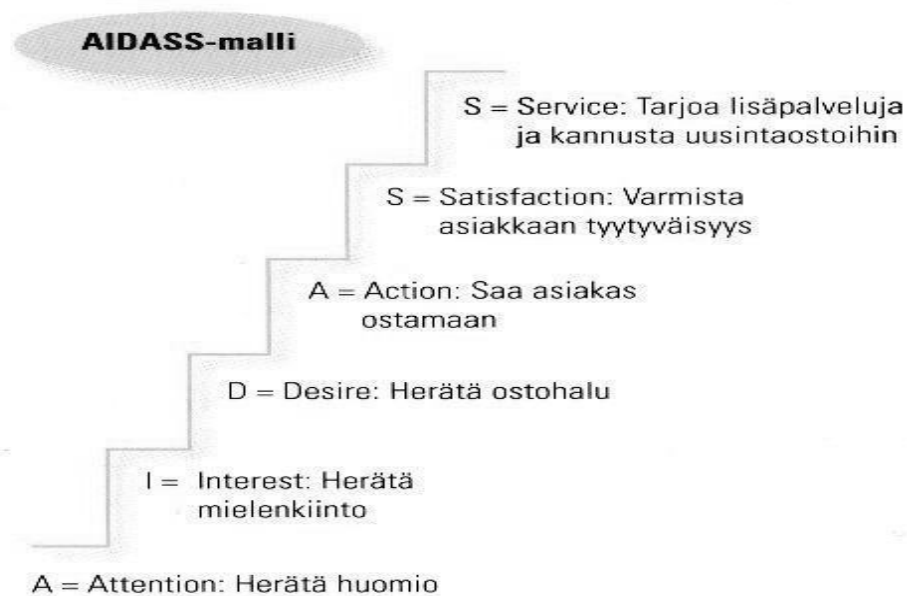 AIDASS-malli
S = Service: Tarjoa lisäpalveluja
ja kannusta uusintaostoihin
S = Satisfaction: Varmista
asiakkaan tyytyväisyys
A = Action: Saa asiakas
ostamaan
D = Desire: Herätä ostohalu
I = Interest: Herätä
mielenkiinto
A = Attention: Herätä huomio